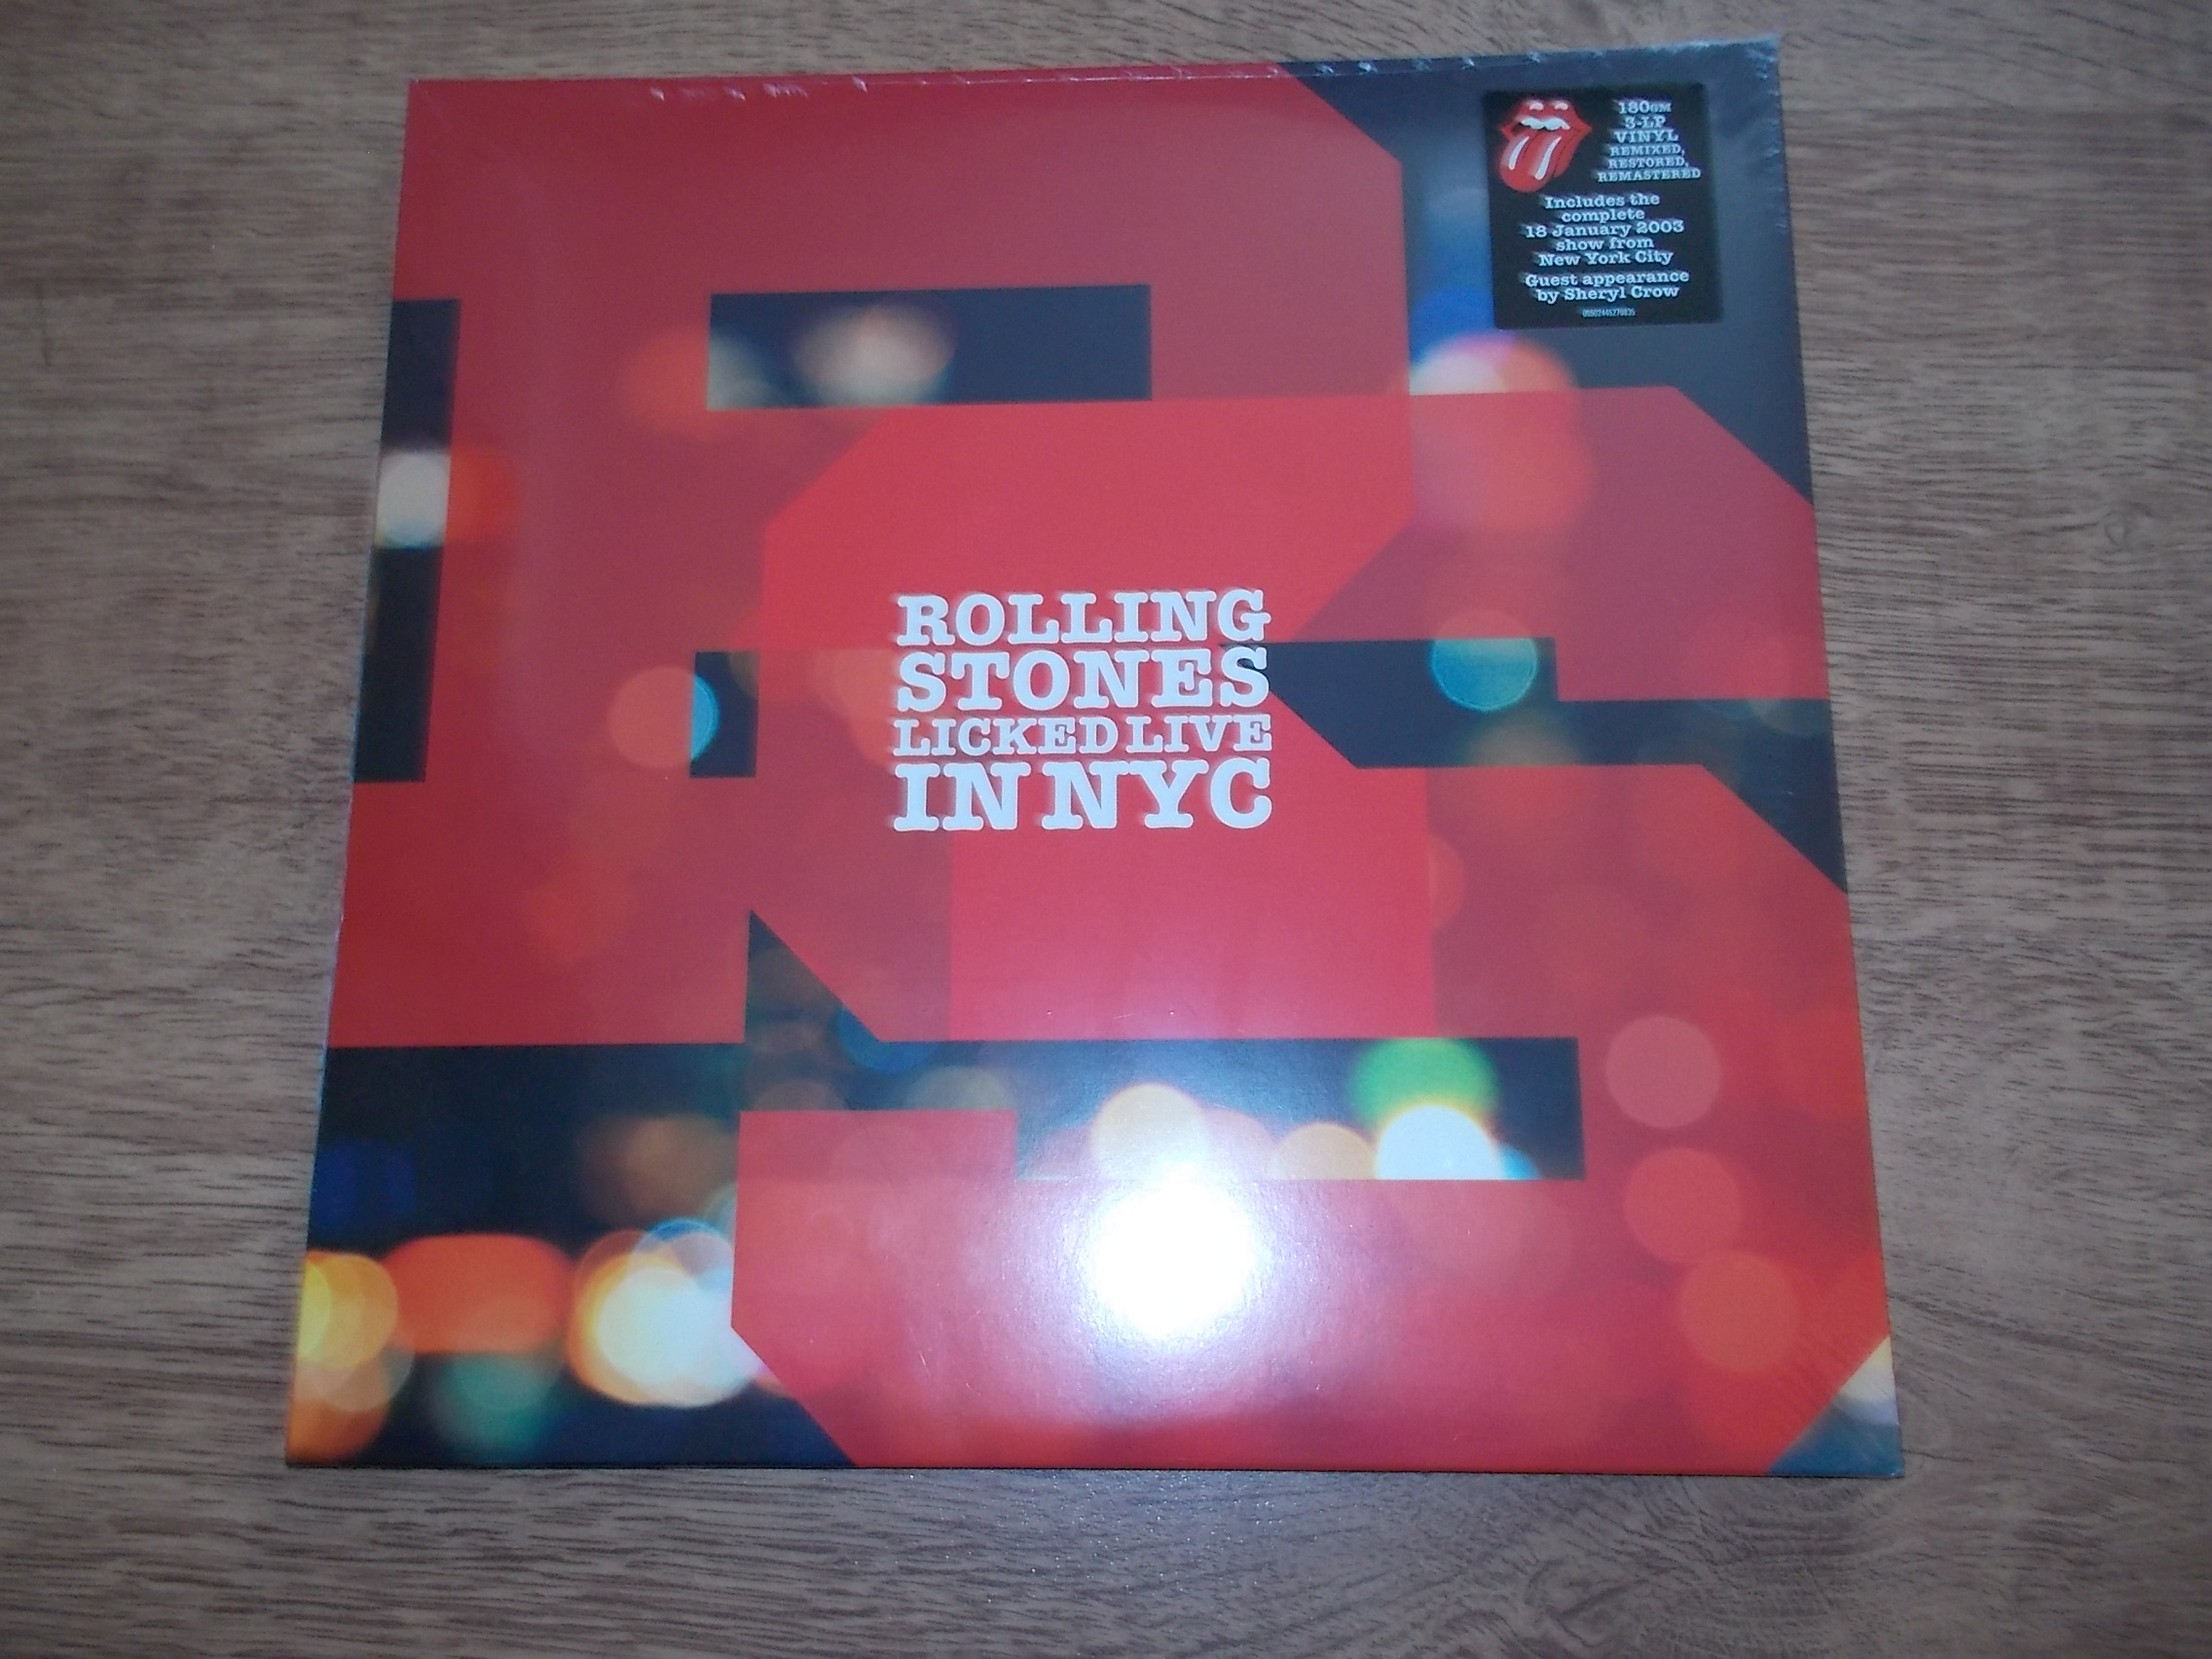 180GM
3-LP
VINYL
REMIXED,
RESTORED,
REMASTERED
Includes the
complete
18 January 2003
show from
New York City
Guest appearance
by Sheryl Crow
ROLLING
STONES
LICKED LIVE
IN NYC